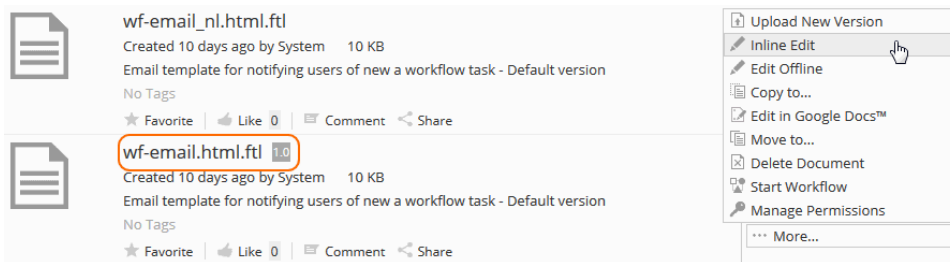 wf-email_nl.html.ftl
Created 10 days ago by System 10 KB
Email template for notifying users of new a workflow task - Default version
No Tags
Favorite Like 0 Comment Share
wf-email.html.ftl 1.0
Created 10 days ago by System 10 KB
Email template for notifying users of new a workflow task - Default version
No Tags
Favorite Like 0 Comment Share
Upload New Version
Inline Edit
Edit Offline
Copy to...
Edit in Google Docs™
Move to...
Delete Document
Start Workflow
Manage Permissions
More...